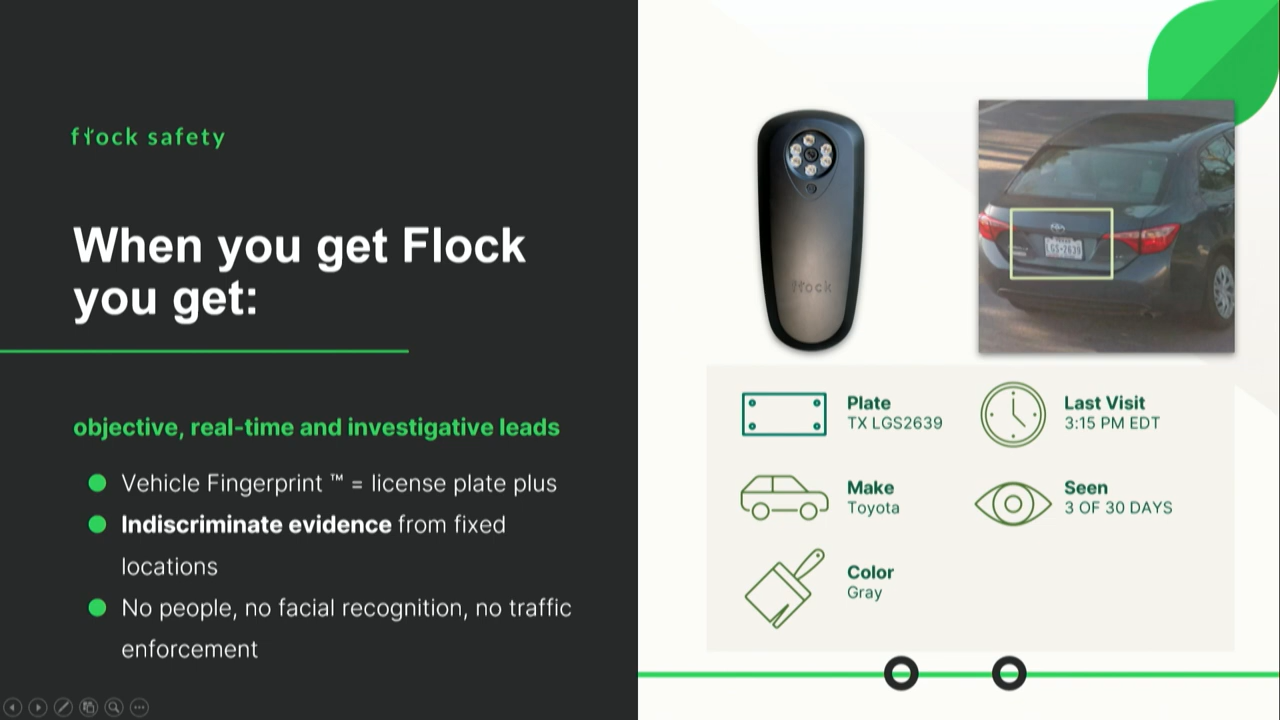 flock safety
When you get Flock
you get:
objective, real-time and investigative leads
Vehicle Fingerprint ™ = license plate plus
Indiscriminate evidence from fixed
locations
No people, no facial recognition, no traffic
enforcement
flock
LGS-2639
Plate
TX LGS2639
Last Visit
3:15 PM EDT
Make
Toyota
Seen
3 OF 30 DAYS
Color
Gray